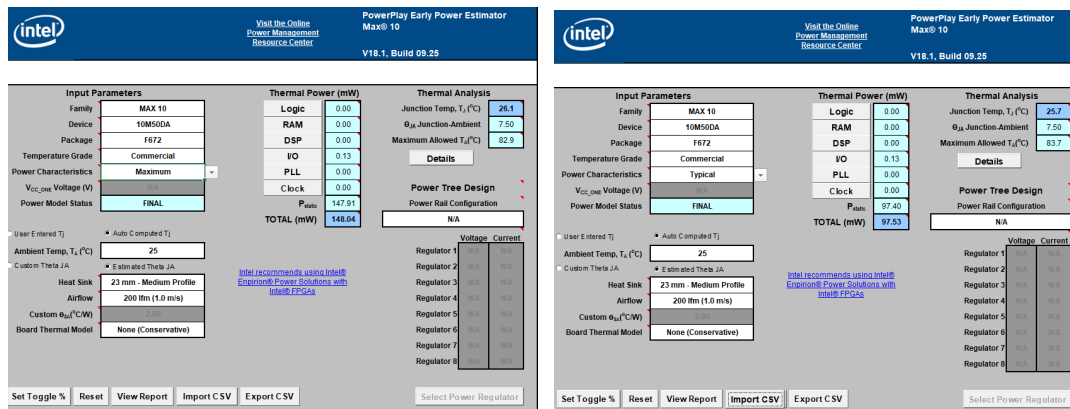 intel
Visit the Online
Power Management
Resource Center
PowerPlay Early Power Estimator
Max® 10
V18.1, Build 09.25
Input Parameters
Family MAX 10
Device 10M50DA
Package F672
Temperature Grade Commercial
Power Characteristics Maximum
VCC_ONE Voltage (V) N/A
Power Model Status FINAL
User Entered Tj Auto Computed Tj
Ambient Temp, TA (°C) 25
Custom Theta JA Estimated Theta JA
Heat Sink 23 mm - Medium Profile
Airflow 200 lfm (1.0 m/s)
Custom θSA(°C/W) 2.80
Board Thermal Model None (Conservative)
Thermal Power (mW)
Logic 0.00
RAM 0.00
DSP 0.00
I/O 0.13
PLL 0.00
Clock 0.00
Pstatic 147.91
TOTAL (mW) 148.04
Intel recommends using Intel®
Enpirion® Power Solutions with
Intel® FPGAs
Thermal Analysis
Junction Temp, TJ (°C) 26.1
θJA Junction-Ambient 7.50
Maximum Allowed TA(°C) 82.9
Details
Power Tree Design
Power Rail Configuration
N/A
Voltage Current
Regulator 1 N/A N/A
Regulator 2 N/A N/A
Regulator 3 N/A N/A
Regulator 4 N/A N/A
Regulator 5 N/A N/A
Regulator 6 N/A N/A
Regulator 7 N/A N/A
Regulator 8 N/A N/A
Set Toggle % Reset View Report Import CSV Export CSV Select Power Regulator
intel
Visit the Online
Power Management
Resource Center
PowerPlay Early Power Estimator
Max® 10
V18.1, Build 09.25
Input Parameters
Family MAX 10
Device 10M50DA
Package F672
Temperature Grade Commercial
Power Characteristics Typical
VCC_ONE Voltage (V) N/A
Power Model Status FINAL
User Entered Tj Auto Computed Tj
Ambient Temp, TA (°C) 25
Custom Theta JA Estimated Theta JA
Heat Sink 23 mm - Medium Profile
Airflow 200 lfm (1.0 m/s)
Custom θSA(°C/W) 2.80
Board Thermal Model None (Conservative)
Thermal Power (mW)
Logic 0.00
RAM 0.00
DSP 0.00
I/O 0.13
PLL 0.00
Clock 0.00
Pstatic 97.40
TOTAL (mW) 97.53
Intel recommends using Intel®
Enpirion® Power Solutions with
Intel® FPGAs
Thermal Analysis
Junction Temp, TJ (°C) 25.7
θJA Junction-Ambient 7.50
Maximum Allowed TA(°C) 83.7
Details
Power Tree Design
Power Rail Configuration
N/A
Voltage Current
Regulator 1 N/A N/A
Regulator 2 N/A N/A
Regulator 3 N/A N/A
Regulator 4 N/A N/A
Regulator 5 N/A N/A
Regulator 6 N/A N/A
Regulator 7 N/A N/A
Regulator 8 N/A N/A
Set Toggle % Reset View Report Import CSV Export CSV Select Power Regulator